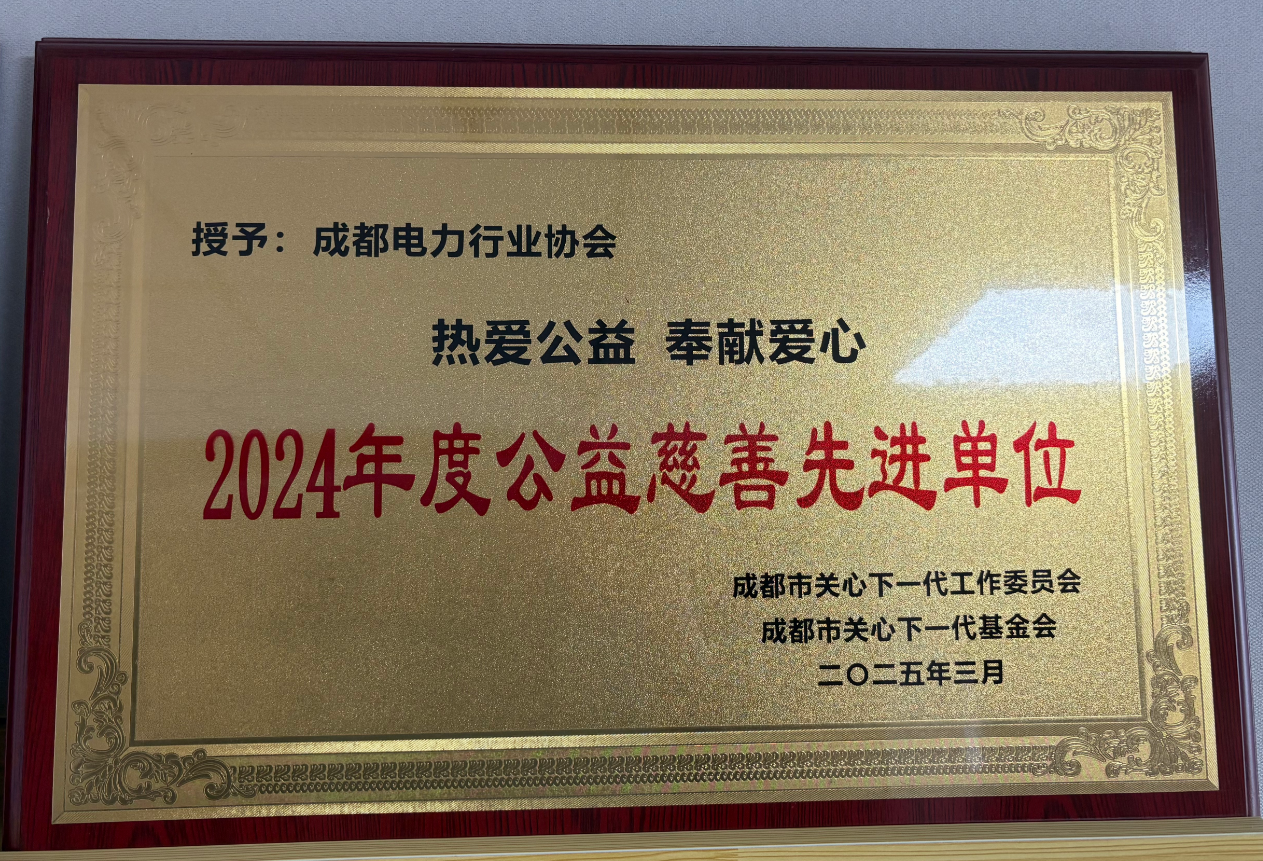 授予：成都电力行业协会
热爱公益 奉献爱心
2024年度公益慈善先进单位
成都市关心下一代工作委员会
成都市关心下一代基金会
二〇二五年三月